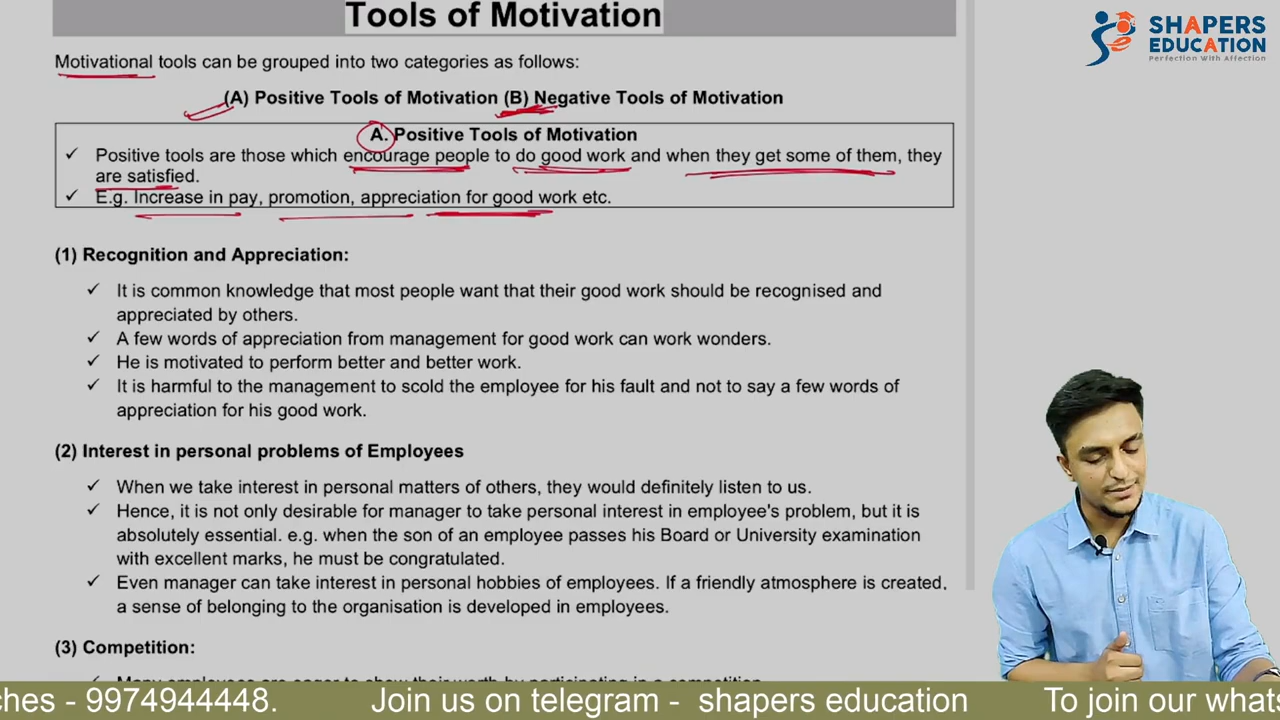 Tools of Motivation
SHAPERS
EDUCATION
Perfection With Affection
Motivational tools can be grouped into two categories as follows:
(A) Positive Tools of Motivation (B) Negative Tools of Motivation
A. Positive Tools of Motivation
✓ Positive tools are those which encourage people to do good work and when they get some of them, they
are satisfied.
✓ E.g. Increase in pay, promotion, appreciation for good work etc.
(1) Recognition and Appreciation:
✓ It is common knowledge that most people want that their good work should be recognised and
appreciated by others.
✓ A few words of appreciation from management for good work can work wonders.
✓ He is motivated to perform better and better work.
✓ It is harmful to the management to scold the employee for his fault and not to say a few words of
appreciation for his good work.
(2) Interest in personal problems of Employees
✓ When we take interest in personal matters of others, they would definitely listen to us.
✓ Hence, it is not only desirable for manager to take personal interest in employee's problem, but it is
absolutely essential. e.g. when the son of an employee passes his Board or University examination
with excellent marks, he must be congratulated.
✓ Even manager can take interest in personal hobbies of employees. If a friendly atmosphere is created,
a sense of belonging to the organisation is developed in employees.
(3) Competition:
ches - 9974944448. Join us on telegram - shapers education To join our whats